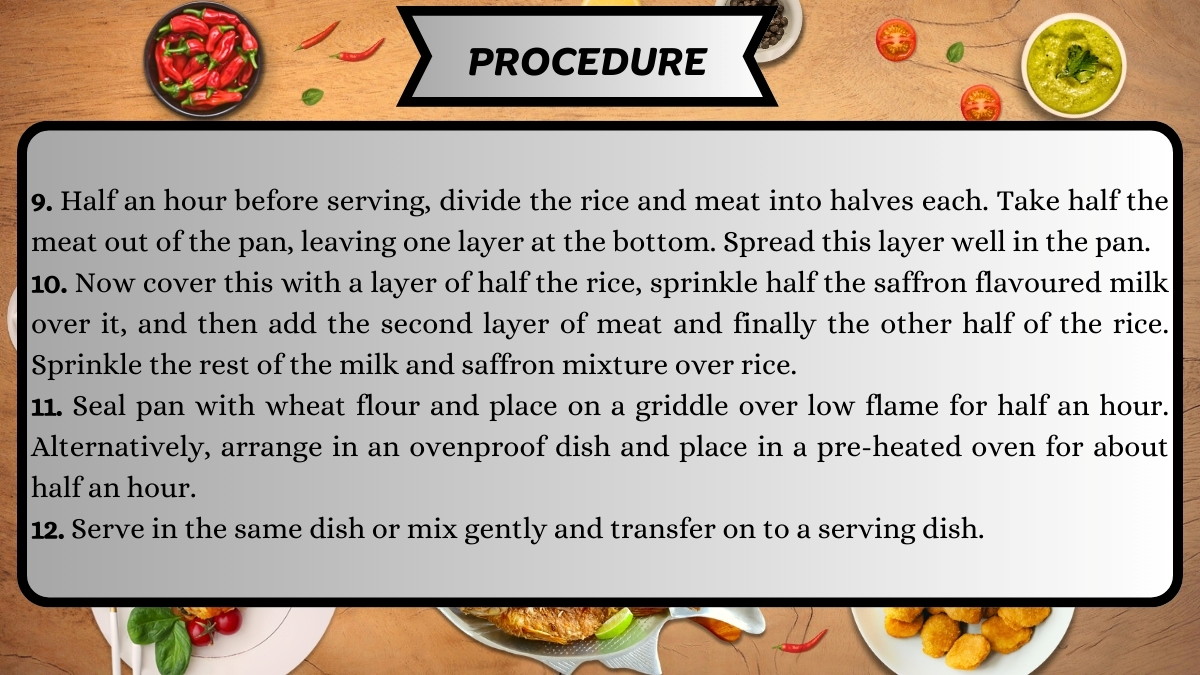 PROCEDURE
9. Half an hour before serving, divide the rice and meat into halves each. Take half the
meat out of the pan, leaving one layer at the bottom. Spread this layer well in the pan.
10. Now cover this with a layer of half the rice, sprinkle half the saffron flavoured milk
over it, and then add the second layer of meat and finally the other half of the rice.
Sprinkle the rest of the milk and saffron mixture over rice.
11. Seal pan with wheat flour and place on a griddle over low flame for half an hour.
Alternatively, arrange in an ovenproof dish and place in a pre-heated oven for about
half an hour.
12. Serve in the same dish or mix gently and transfer on to a serving dish.